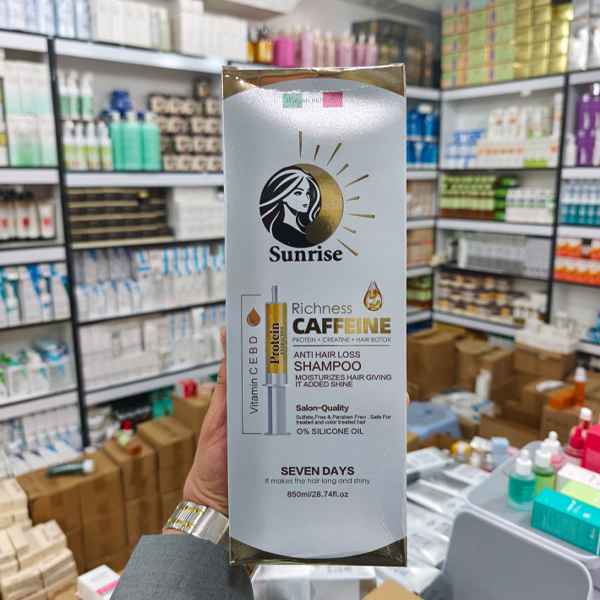 Sunrise
Richness
CAFFEINE
PROTEIN • CREATINE • HAIR BOTOX
ANTI HAIR LOSS
SHAMPOO
MOISTURIZES HAIR GIVING
IT ADDED SHINE
Protein
Vitamin C E B D
Salon-Quality
Sulfate,Free & Paraben Free . Safe For
treated and color treated hair
0% SILICONE OIL
SEVEN DAYS
It makes the hair long and shiny
850ml/28.74fl.oz